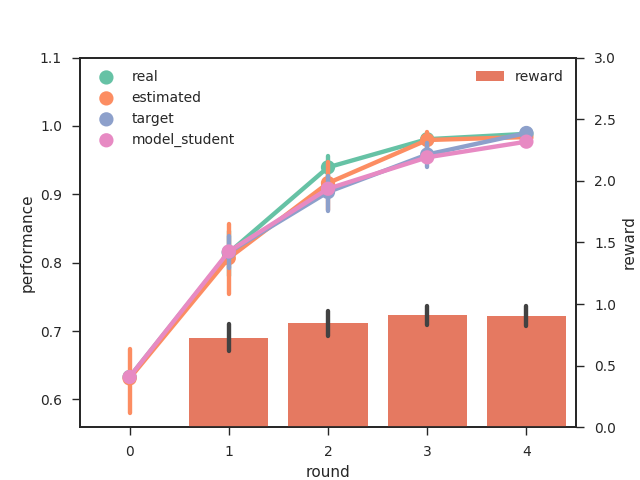 1.1
1.0
0.9
0.8
0.7
0.6
performance
real
estimated
target
model_student
reward
3.0
2.5
2.0
1.5
1.0
0.5
0.0
reward
0 1 2 3 4
round